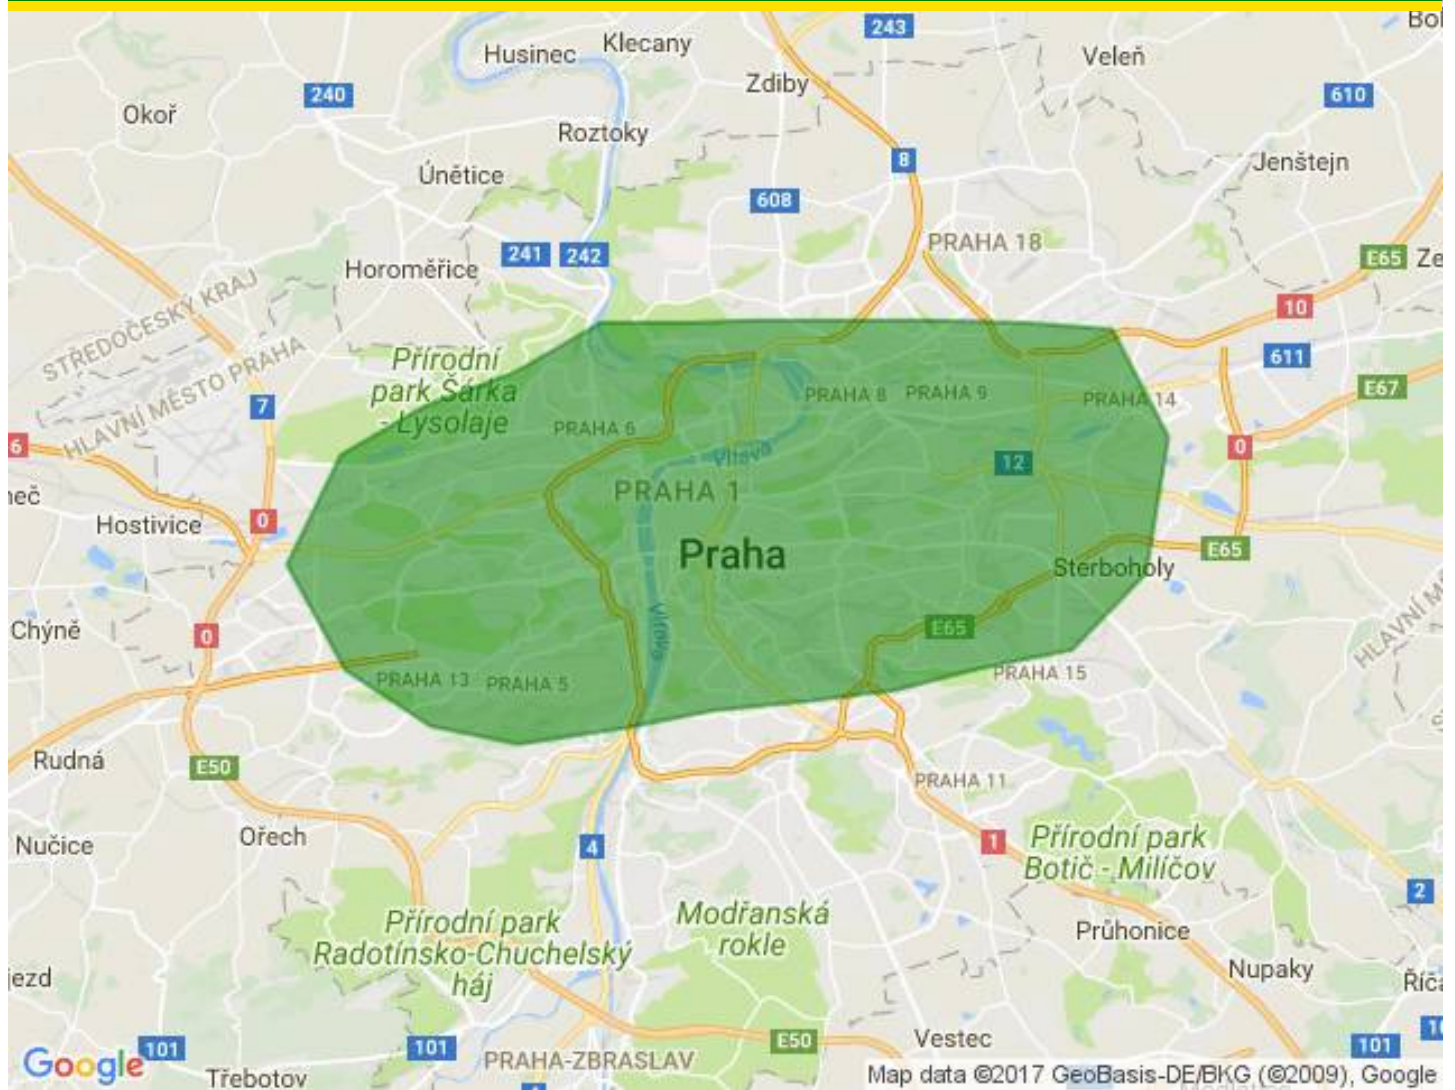 Husinec
Klecany
243
Veleň
Zdiby
240
610
Okoř
Roztoky
8
Jenštejn
Únětice
608
PRAHA 18
241
242
Horoměřice
E65
STŘEDOČESKÝ KRAJ
10
HLAVNÍ MĚSTO PRAHA
Přírodní
park Šárka
- Lysolaje
611
PRAHA 8
PRAHA 9
PRAHA 14
E67
7
PRAHA 6
6
0
Vltava
12
PRAHA 1
Hostivice
0
Praha
E65
Sterboholy
Chýně
0
Vltava
E65
PRAHA 13
PRAHA 5
PRAHA 15
Rudná
E50
PRAHA 11
Nučice
Ořech
4
1
Přírodní park
Botič - Milíčov
2
Přírodní park
Radotínsko-Chuchelský
háj
Modřanská
rokle
Průhonice
Nupaky
Vestec
E50
101
101
101
PRAHA-ZBRASLAV
Google
Třebotov
Map data ©2017 GeoBasis-DE/BKG (©2009), Google